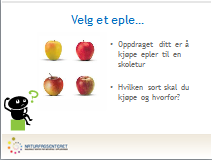 Velg et eple...
Oppdraget ditt er å
kjøpe epler til en
skoletur
Hvilken sort skal du
kjøpe og hvorfor?
NATURFAGSENTERET